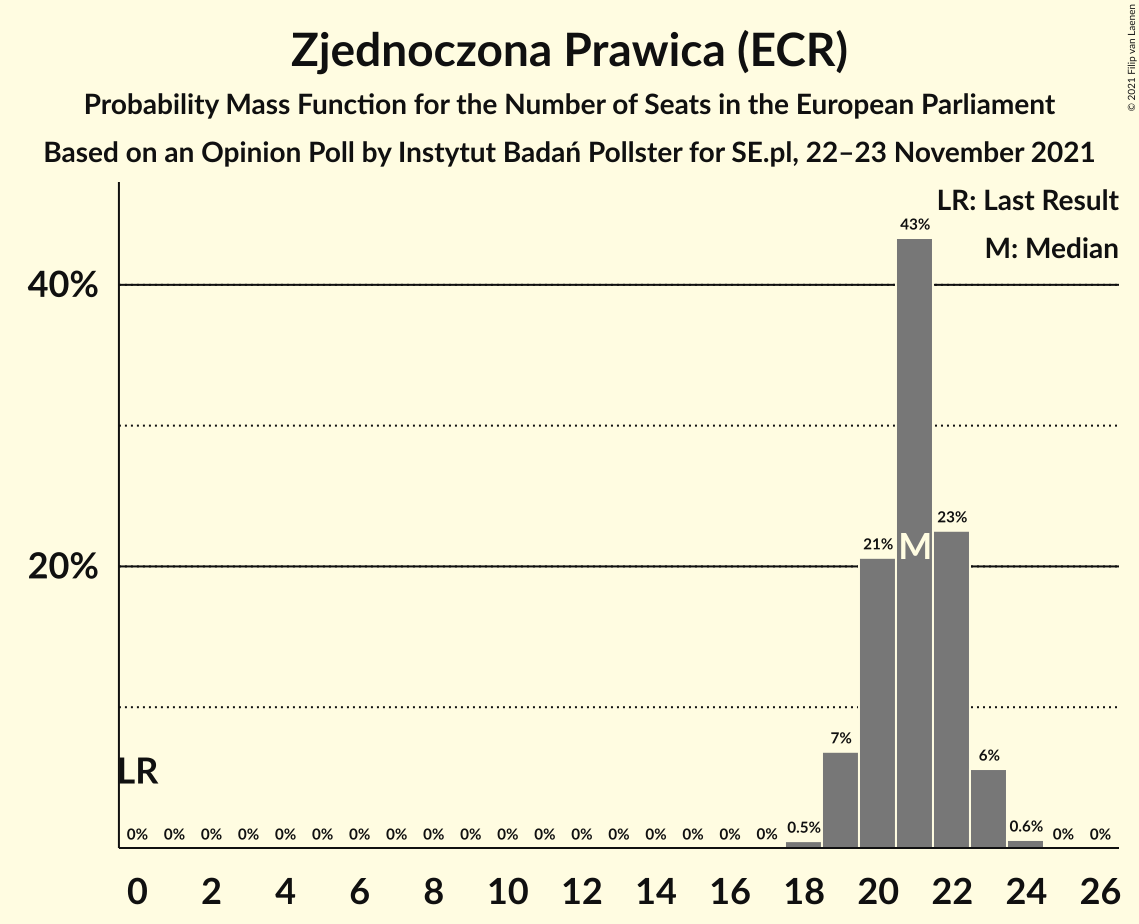 Zjednoczona Prawica (ECR)
Probability Mass Function for the Number of Seats in the European Parliament
Based on an Opinion Poll by Instytut Badań Pollster for SE.pl, 22–23 November 2021
© 2021 Filip van Laenen
LR: Last Result
M: Median
43%
40%
23%
21%
M
20%
7%
6%
LR
0% 0% 0% 0% 0% 0% 0% 0% 0% 0% 0% 0% 0% 0% 0% 0% 0% 0% 0.5% 0.6% 0% 0%
0 2 4 6 8 10 12 14 16 18 20 22 24 26